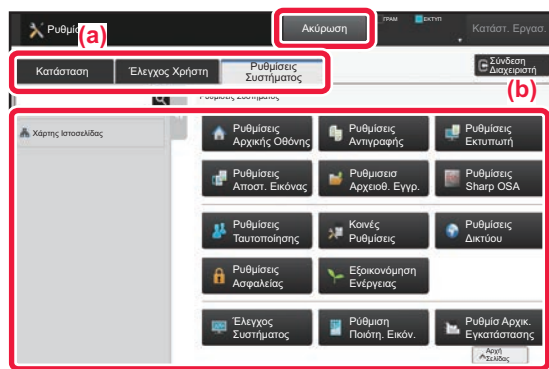 Ρυθμίσ
(a)
Ακύρωση
ΓΡΑΜ
ΕΚΤΥΠ
Κατάστ. Εργασ.
Κατάσταση
Έλεγχος Χρήστη
Ρυθμίσεις
Συστήματος
Σύνδεση
Διαχειριστή
(b)
Ρυθμίσεις Συστήματος
Χάρτης Ιστοσελίδας
Ρυθμίσεις
Αρχικής Οθόνης
Ρυθμίσεις
Αντιγραφής
Ρυθμίσεις
Εκτυπωτή
Ρυθμίσεις
Αποστ. Εικόνας
Ρυθμισεισ
Αρχειοθ. Εγγρ.
Ρυθμίσεις
Sharp OSA
Ρυθμίσεις
Ταυτοποίησης
Κοινές
Ρυθμίσεις
Ρυθμίσεις
Δικτύου
Ρυθμίσεις
Ασφαλείας
Εξοικονόμηση
Ενέργειας
Έλεγχος
Συστήματος
Ρύθμιση
Ποιότη. Εικόν.
Ρυθμίσ Αρχικ.
Εγκατάστασης
Αρχή
Σελίδας